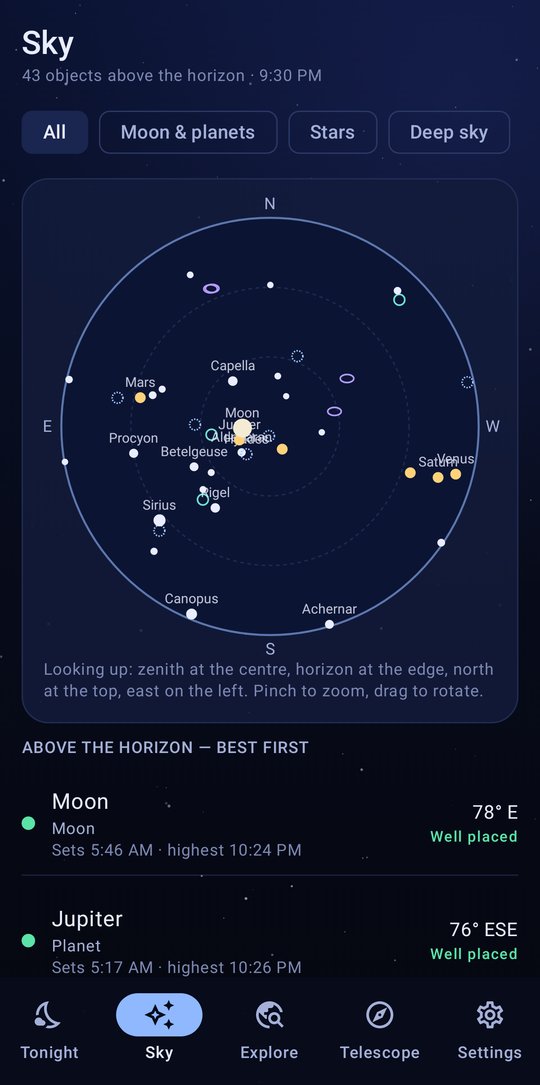 Sky
43 objects above the horizon · 9:30 PM
All
Moon & planets
Stars
Deep sky
N
Capella
Mars
Moon
Jupiter
E
W
Procyon
Betelgeuse
Venus
Saturn
Rigel
Sirius
Canopus
Achernar
S
Looking up: zenith at the centre, horizon at the edge, north
at the top, east on the left. Pinch to zoom, drag to rotate.
ABOVE THE HORIZON — BEST FIRST
Moon
78° E
Moon
Well placed
Sets 5:46 AM · highest 10:24 PM
Jupiter
76° ESE
Planet
Well placed
Sets 5:17 AM · highest 10:26 PM
Tonight
Sky
Explore
Telescope
Settings